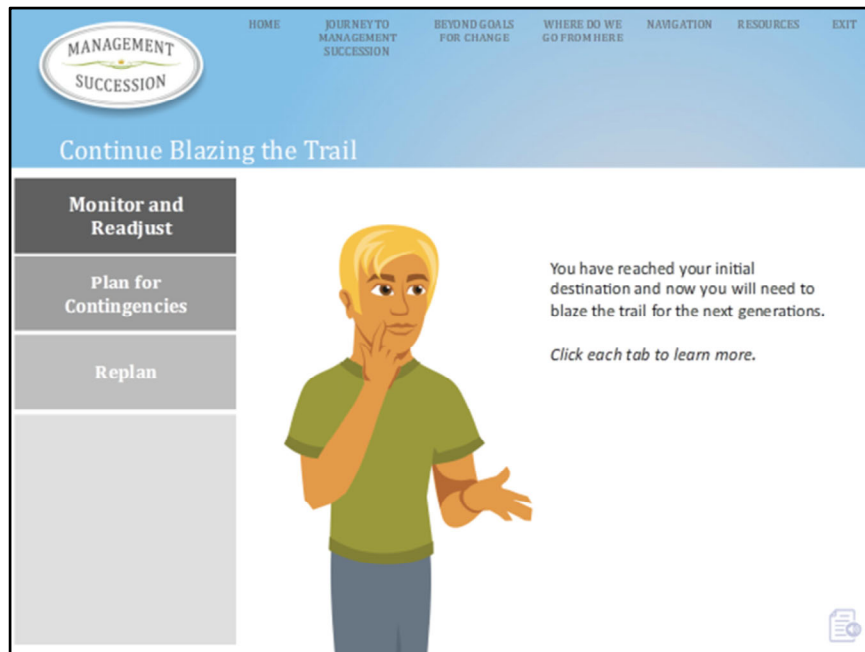 HOME
JOURNEY TO
MANAGEMENT
SUCCESSION
BEYOND GOALS
FOR CHANGE
WHERE DO WE
GO FROM HERE
NAVIGATION
RESOURCES
EXIT
MANAGEMENT
SUCCESSION
Continue Blazing the Trail
Monitor and
Readjust
Plan for
Contingencies
Replan
You have reached your initial
destination and now you will need to
blaze the trail for the next generations.
Click each tab to learn more.